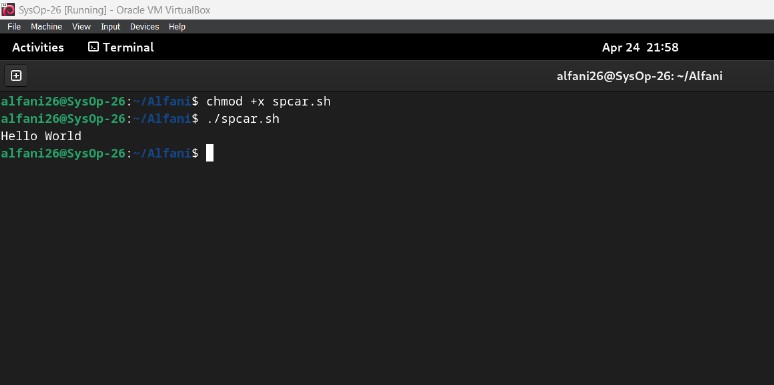 SysOp-26 [Running] - Oracle VM VirtualBox
File Machine View Input Devices Help
Activities Terminal Apr 24 21:58
alfani26@SysOp-26: ~/Alfani
alfani26@SysOp-26:~/Alfani$ chmod +x spcar.sh
alfani26@SysOp-26:~/Alfani$ ./spcar.sh
Hello World
alfani26@SysOp-26:~/Alfani$